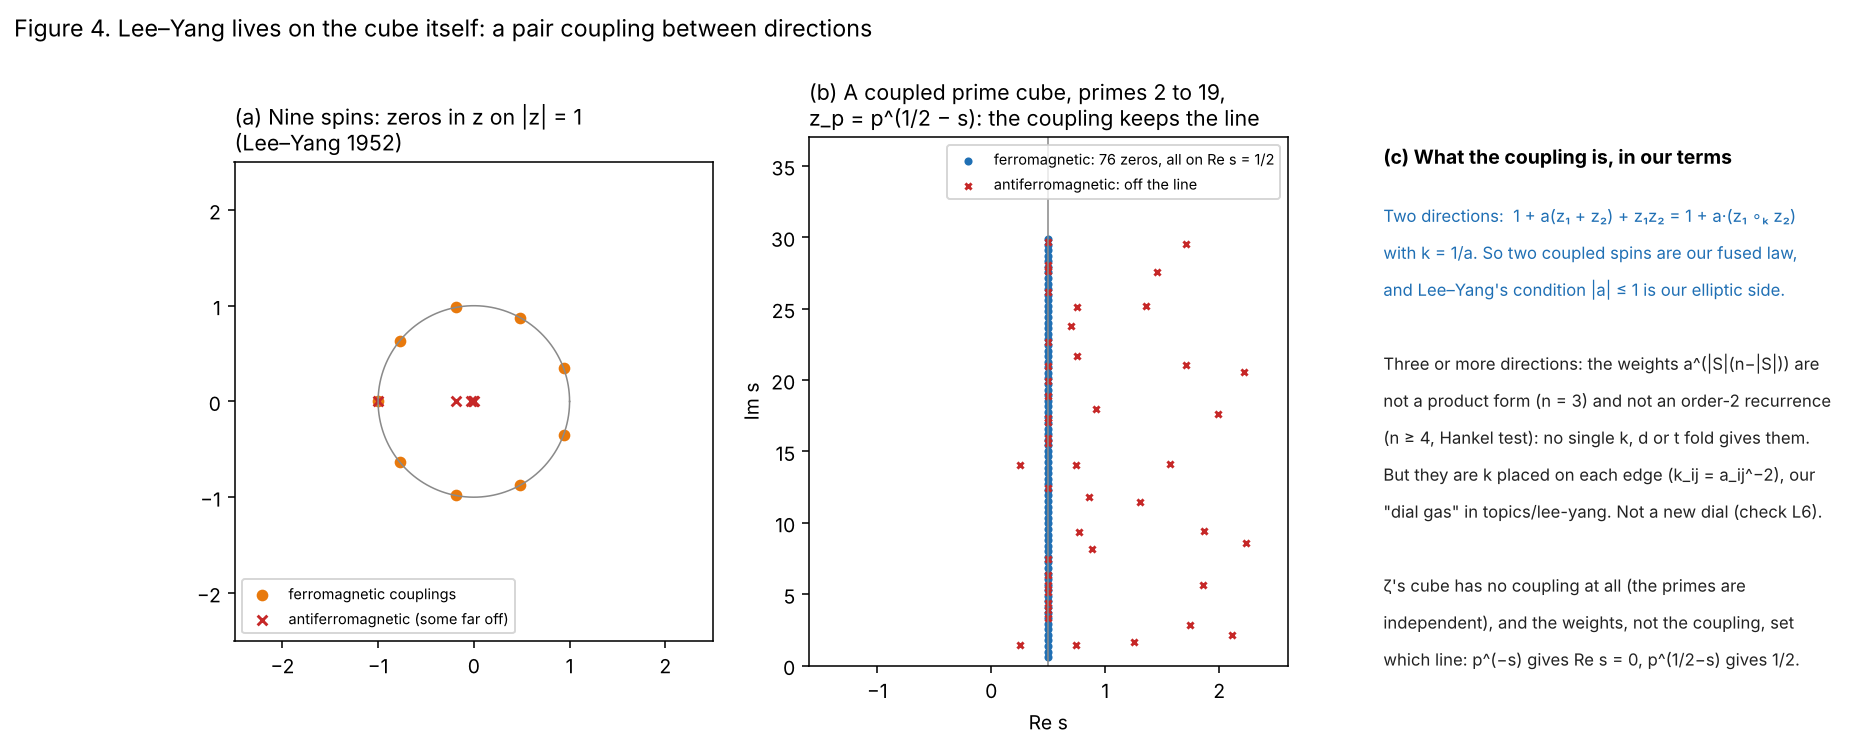 Figure 4. Lee–Yang lives on the cube itself: a pair coupling between directions
(a) Nine spins: zeros in z on |z| = 1
(Lee–Yang 1952)
2
1
0
−1
−2
−2
−1
0
1
2
ferromagnetic couplings
antiferromagnetic (some far off)
(b) A coupled prime cube, primes 2 to 19,
z_p = p^(1/2 − s): the coupling keeps the line
ferromagnetic: 76 zeros, all on Re s = 1/2
antiferromagnetic: off the line
35
30
25
20
15
10
5
0
Im s
−1
0
1
2
Re s
(c) What the coupling is, in our terms
Two directions:  1 + a(z₁ + z₂) + z₁z₂ = 1 + a·(z₁ ∘ₖ z₂)
with k = 1/a. So two coupled spins are our fused law,
and Lee–Yang's condition |a| ≤ 1 is our elliptic side.
Three or more directions: the weights a^(|S|(n−|S|)) are
not a product form (n = 3) and not an order-2 recurrence
(n ≥ 4, Hankel test): no single k, d or t fold gives them.
But they are k placed on each edge (k_ij = a_ij^−2), our
"dial gas" in topics/lee-yang. Not a new dial (check L6).
ζ's cube has no coupling at all (the primes are
independent), and the weights, not the coupling, set
which line: p^(−s) gives Re s = 0, p^(1/2−s) gives 1/2.